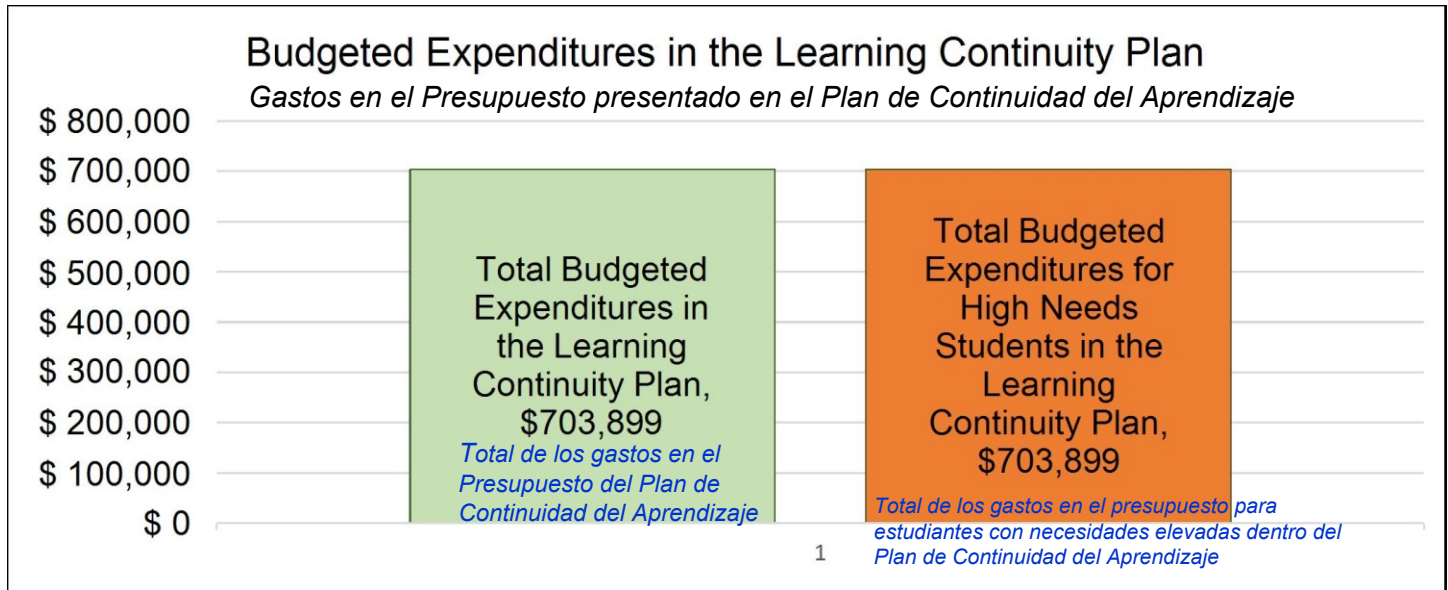 Budgeted Expenditures in the Learning Continuity Plan
Gastos en el Presupuesto presentado en el Plan de Continuidad del Aprendizaje
$ 800,000
$ 700,000
$ 600,000
$ 500,000
$ 400,000
$ 300,000
$ 200,000
$ 100,000
$ 0
Total Budgeted
Expenditures in
the Learning
Continuity Plan,
$703,899
Total de los gastos en el
Presupuesto del Plan de
Continuidad del Aprendizaje
Total Budgeted
Expenditures for
High Needs
Students in the
Learning
Continuity Plan,
$703,899
Total de los gastos en el presupuesto para
estudiantes con necesidades elevadas dentro del
Plan de Continuidad del Aprendizaje
1